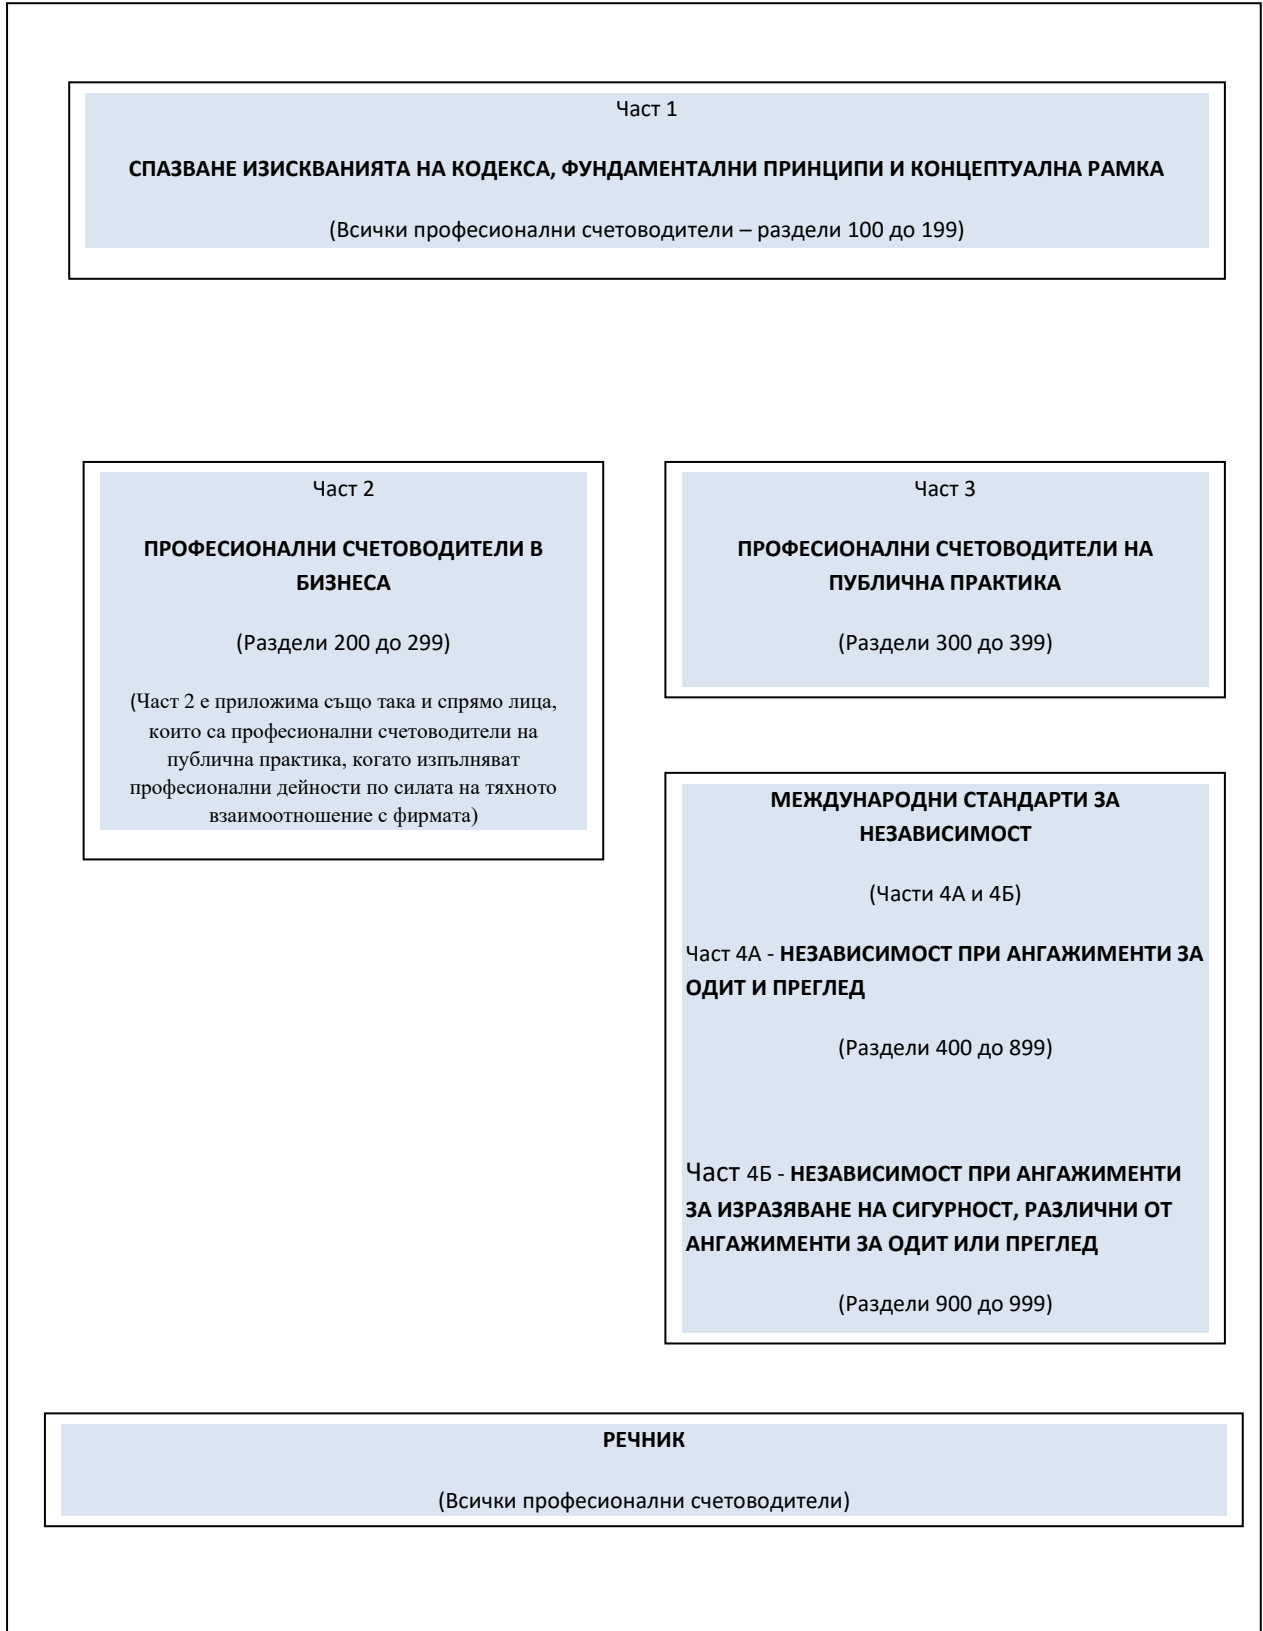 Част 1
СПАЗВАНЕ ИЗИСКВАНИЯТА НА КОДЕКСА, ФУНДАМЕНТАЛНИ ПРИНЦИПИ И КОНЦЕПТУАЛНА РАМКА
(Всички професионални счетоводители – раздели 100 до 199)
Част 2
ПРОФЕСИОНАЛНИ СЧЕТОВОДИТЕЛИ В
БИЗНЕСА
(Раздели 200 до 299)
(Част 2 е приложима също така и спрямо лица,
които са професионални счетоводители на
публична практика, когато изпълняват
професионални дейности по силата на тяхното
взаимоотношение с фирмата)
Част 3
ПРОФЕСИОНАЛНИ СЧЕТОВОДИТЕЛИ НА
ПУБЛИЧНА ПРАКТИКА
(Раздели 300 до 399)
МЕЖДУНАРОДНИ СТАНДАРТИ ЗА
НЕЗАВИСИМОСТ
(Части 4А и 4Б)
Част 4А - НЕЗАВИСИМОСТ ПРИ АНГАЖИМЕНТИ ЗА
ОДИТ И ПРЕГЛЕД
(Раздели 400 до 899)
Част 4Б - НЕЗАВИСИМОСТ ПРИ АНГАЖИМЕНТИ
ЗА ИЗРАЗЯВАНЕ НА СИГУРНОСТ, РАЗЛИЧНИ ОТ
АНГАЖИМЕНТИ ЗА ОДИТ ИЛИ ПРЕГЛЕД
(Раздели 900 до 999)
РЕЧНИК
(Всички професионални счетоводители)